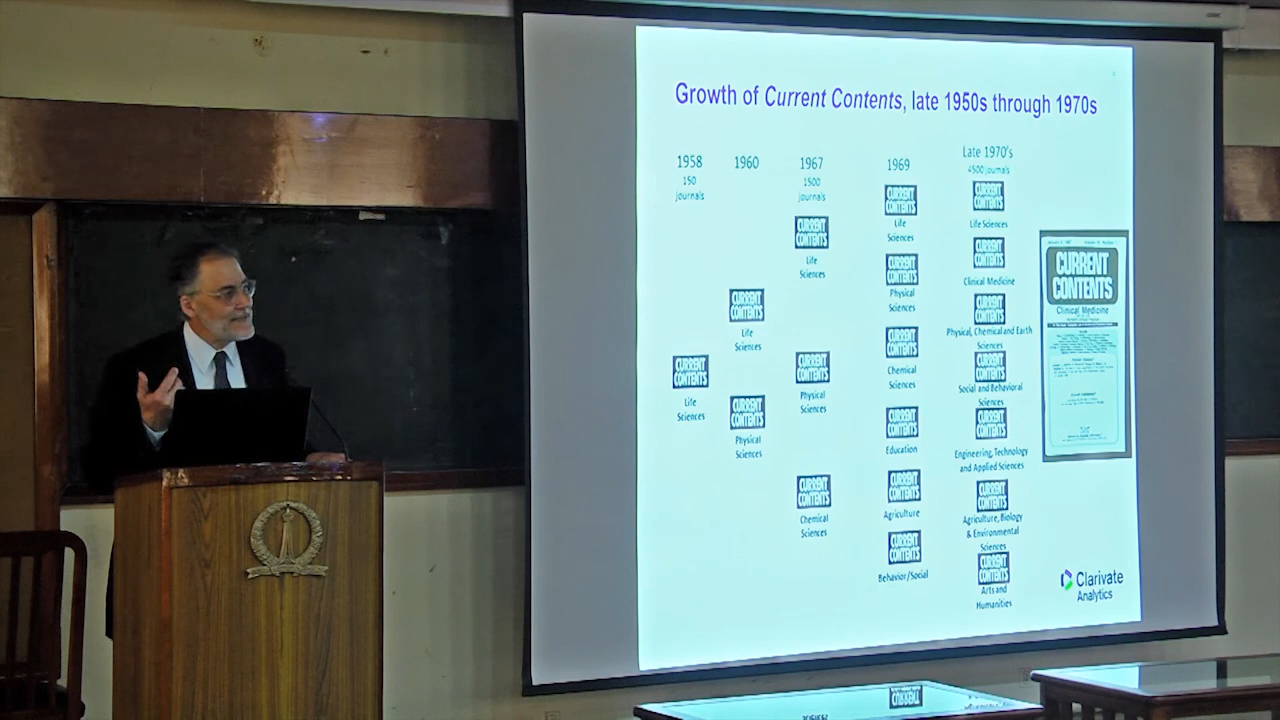 Growth of Current Contents, late 1950s through 1970s
1958
150
journals
CURRENT
CONTENTS
Life
Sciences
1960
CURRENT
CONTENTS
Life
Sciences
CURRENT
CONTENTS
Physical
Sciences
1967
1500
journals
CURRENT
CONTENTS
Life
Sciences
CURRENT
CONTENTS
Physical
Sciences
CURRENT
CONTENTS
Chemical
Sciences
1969
CURRENT
CONTENTS
Life
Sciences
CURRENT
CONTENTS
Physical
Sciences
CURRENT
CONTENTS
Chemical
Sciences
CURRENT
CONTENTS
Education
CURRENT
CONTENTS
Agriculture
CURRENT
CONTENTS
Behavior/Social
Late 1970's
4500 journals
CURRENT
CONTENTS
Life Sciences
CURRENT
CONTENTS
Clinical Medicine
CURRENT
CONTENTS
Physical, Chemical and Earth
Sciences
CURRENT
CONTENTS
Social and Behavioral
Sciences
CURRENT
CONTENTS
Engineering, Technology
and Applied Sciences
CURRENT
CONTENTS
Agriculture, Biology
& Environmental
Sciences
CURRENT
CONTENTS
Arts and
Humanities
CURRENT
CONTENTS
Clinical Medicine
Clarivate
Analytics